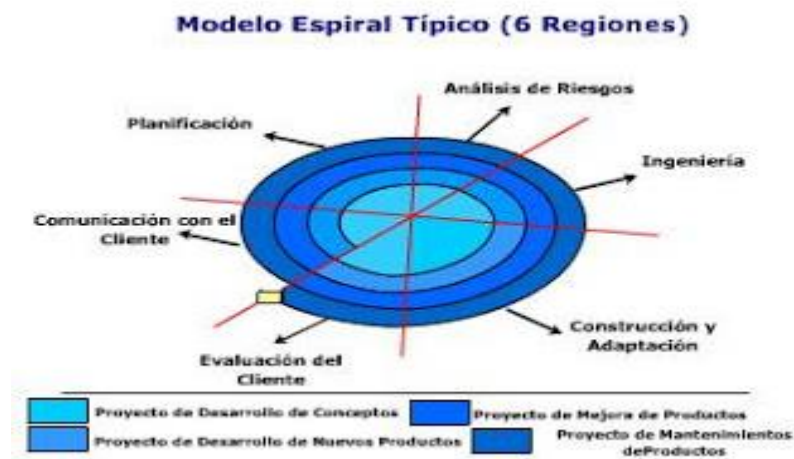 Modelo Espiral Típico (6 Regiones)
Análisis de Riesgos
Planificación
Ingeniería
Comunicación con el
Cliente
Construcción y
Adaptación
Evaluación del
Cliente
Proyecto de Desarrollo de Conceptos
Proyecto de Mejora de Productos
Proyecto de Desarrollo de Nuevos Productos
Proyecto de Mantenimientos
deProductos